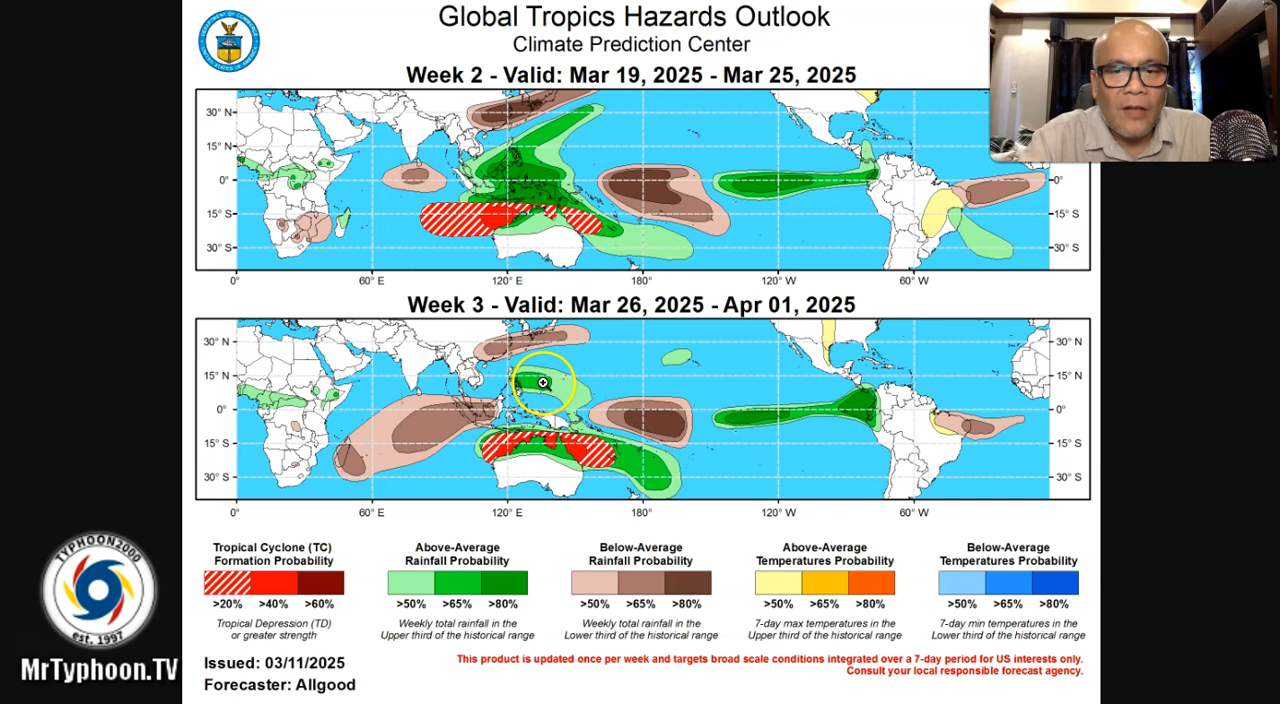 Global Tropics Hazards Outlook
Climate Prediction Center
Week 2 - Valid: Mar 19, 2025 - Mar 25, 2025
30° N
15° N
0°
15° S
30° S
0°
15° S
30° S
0°
60° E
120° E
180°
120° W
60° W
Week 3 - Valid: Mar 26, 2025 - Apr 01, 2025
30° N
15° N
0°
15° S
30° S
30° N
15° N
0°
15° S
30° S
0°
60° E
120° E
180°
120° W
60° W
Tropical Cyclone (TC)
Formation Probability
>20% >40% >60%
Tropical Depression (TD)
or greater strength
Above-Average
Rainfall Probability
>50% >65% >80%
Weekly total rainfall in the
Upper third of the historical range
Below-Average
Rainfall Probability
>50% >65% >80%
Weekly total rainfall in the
Lower third of the historical range
Above-Average
Temperatures Probability
>50% >65% >80%
7-day max temperatures in the
Upper third of the historical range
Below-Average
Temperatures Probability
>50% >65% >80%
7-day min temperatures in the
Lower third of the historical range
Issued: 03/11/2025
Forecaster: Allgood
This product is updated once per week and targets broad scale conditions integrated over a 7-day period for US interests only.
Consult your local responsible forecast agency.
TYPHOON2000
est. 1997
MrTyphoon.TV